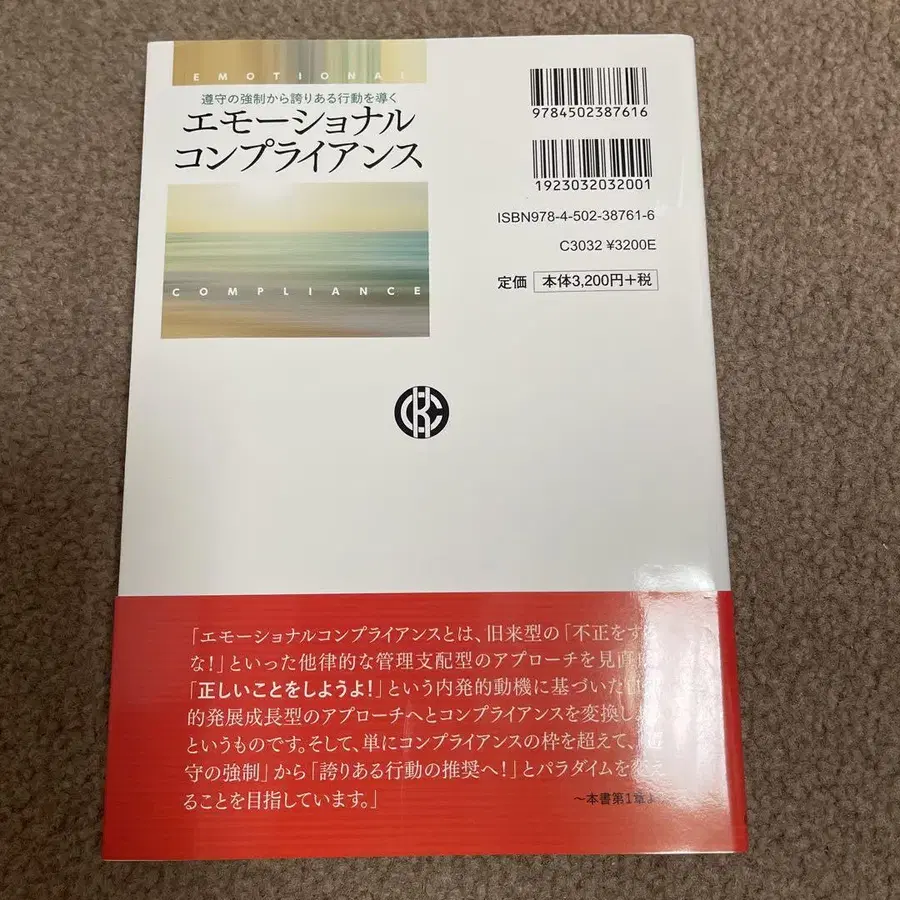 EMOTIONAL
遵守の強制から誇りある行動を導く
エモーショナル
コンプライアンス
COMPLIANCE
9784502387616
1923032032001
ISBN978-4-502-38761-6
C3032 ¥3200E
定価 本体3,200円+税
「エモーショナルコンプライアンスとは、旧来型の「不正をする
な!」といった他律的な管理支配型のアプローチを見直
「正しいことをしようよ!」という内発的動機に基づいた
的発展成長型のアプローチへとコンプライアンスを変換し
というものです。そして、単にコンプライアンスの枠を超えて、「遵
守の強制」から「誇りある行動の推奨へ!」とパラダイムを変え
ることを目指しています。」
〜本書第1章よ